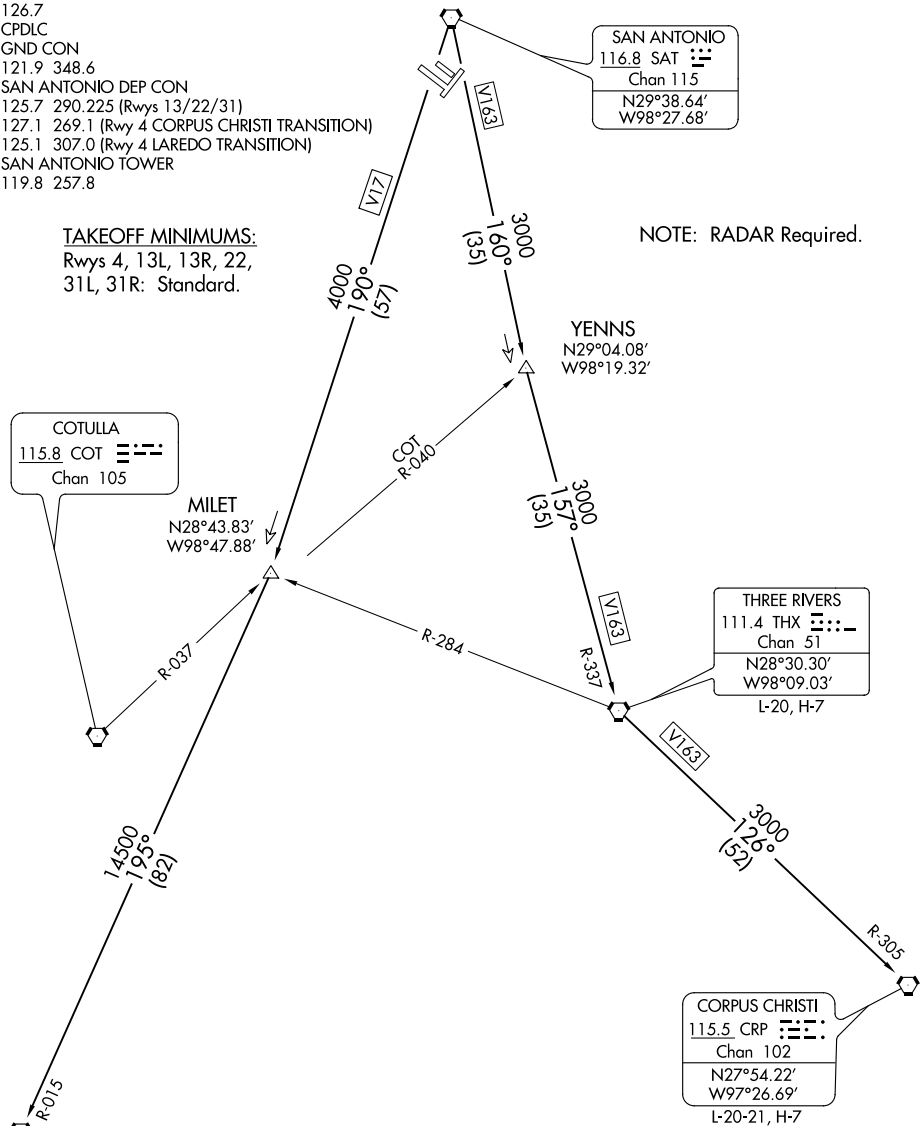 126.7
CPDLC
GND CON
121.9 348.6
SAN ANTONIO DEP CON
125.7 290.225 (Rwys 13/22/31)
127.1 269.1 (Rwy 4 CORPUS CHRISTI TRANSITION)
125.1 307.0 (Rwy 4 LAREDO TRANSITION)
SAN ANTONIO TOWER
119.8 257.8
SAN ANTONIO
116.8 SAT
Chan 115
N29°38.64'
W98°27.68'
V163
V17
TAKEOFF MINIMUMS:
Rwys 4, 13L, 13R, 22,
31L, 31R: Standard.
NOTE: RADAR Required.
4000
190°
(57)
3000
160°
(35)
YENNS
N29°04.08'
W98°19.32'
COTULLA
115.8 COT
Chan 105
COT
R-040
MILET
N28°43.83'
W98°47.88'
3000
157°
(35)
V163
R-037
R-284
R-337
THREE RIVERS
111.4 THX
Chan 51
N28°30.30'
W98°09.03'
L-20, H-7
V163
14500
195°
(82)
3000
126°
(52)
R-305
CORPUS CHRISTI
115.5 CRP
Chan 102
N27°54.22'
W97°26.69'
L-20-21, H-7
R-015